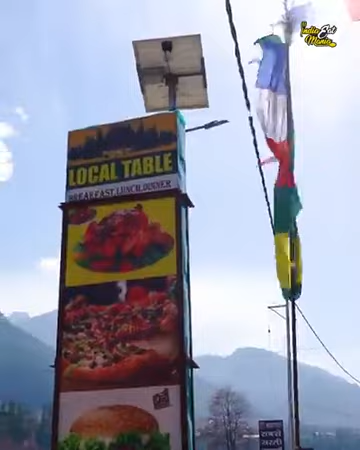 India Eat
Mania
LOCAL TABLE
BREAKFAST, LUNCH, DINNER